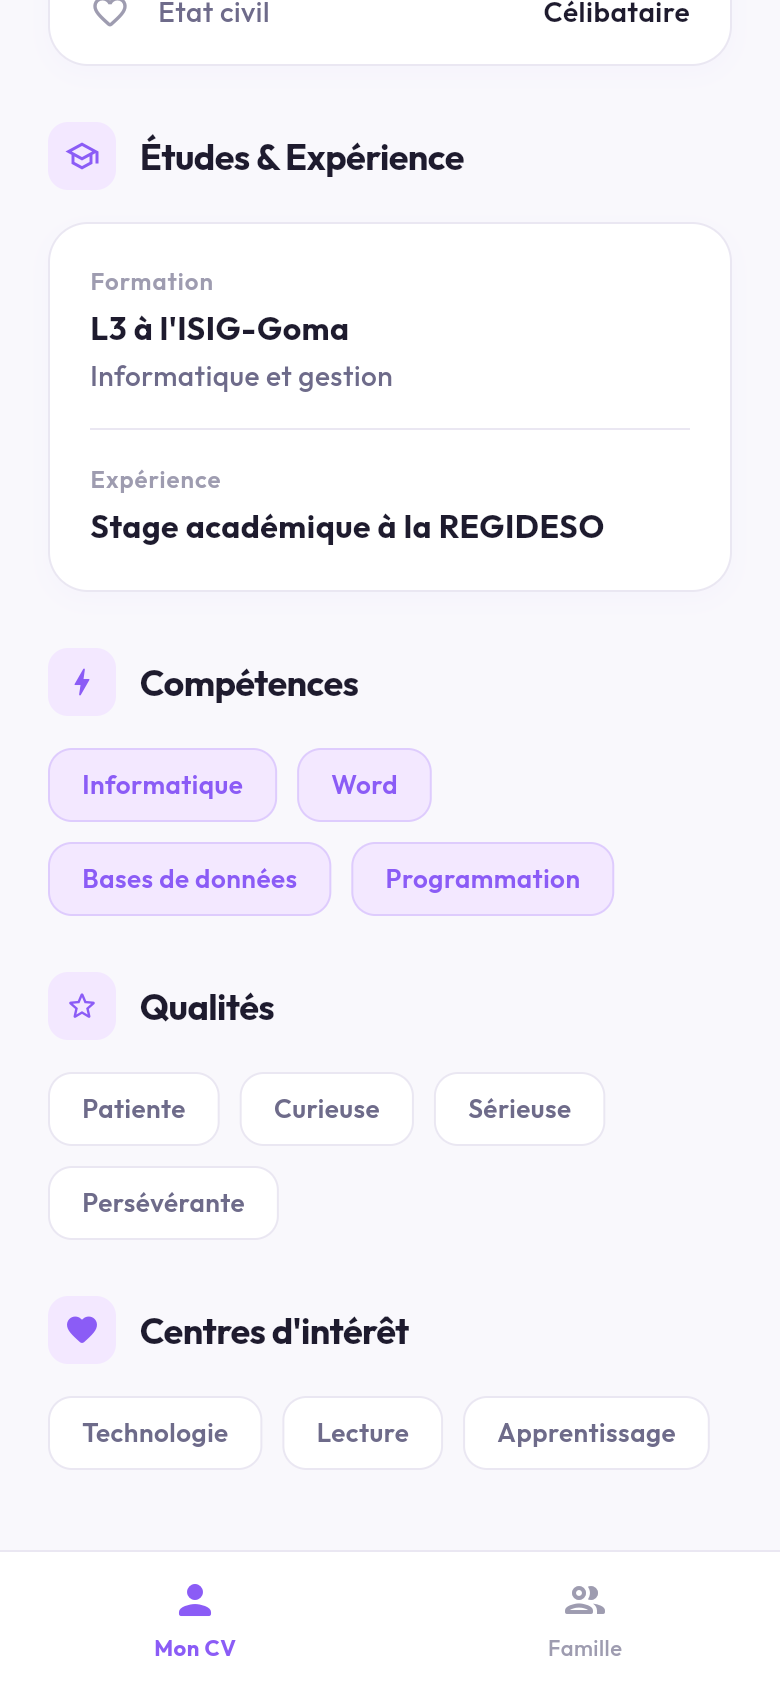 État civil
Célibataire
Études & Expérience
Formation
L3 à l'ISIG-Goma
Informatique et gestion
Expérience
Stage académique à la REGIDESO
Compétences
Informatique
Word
Bases de données
Programmation
Qualités
Patiente
Curieuse
Sérieuse
Persévérante
Centres d'intérêt
Technologie
Lecture
Apprentissage
Mon CV
Famille